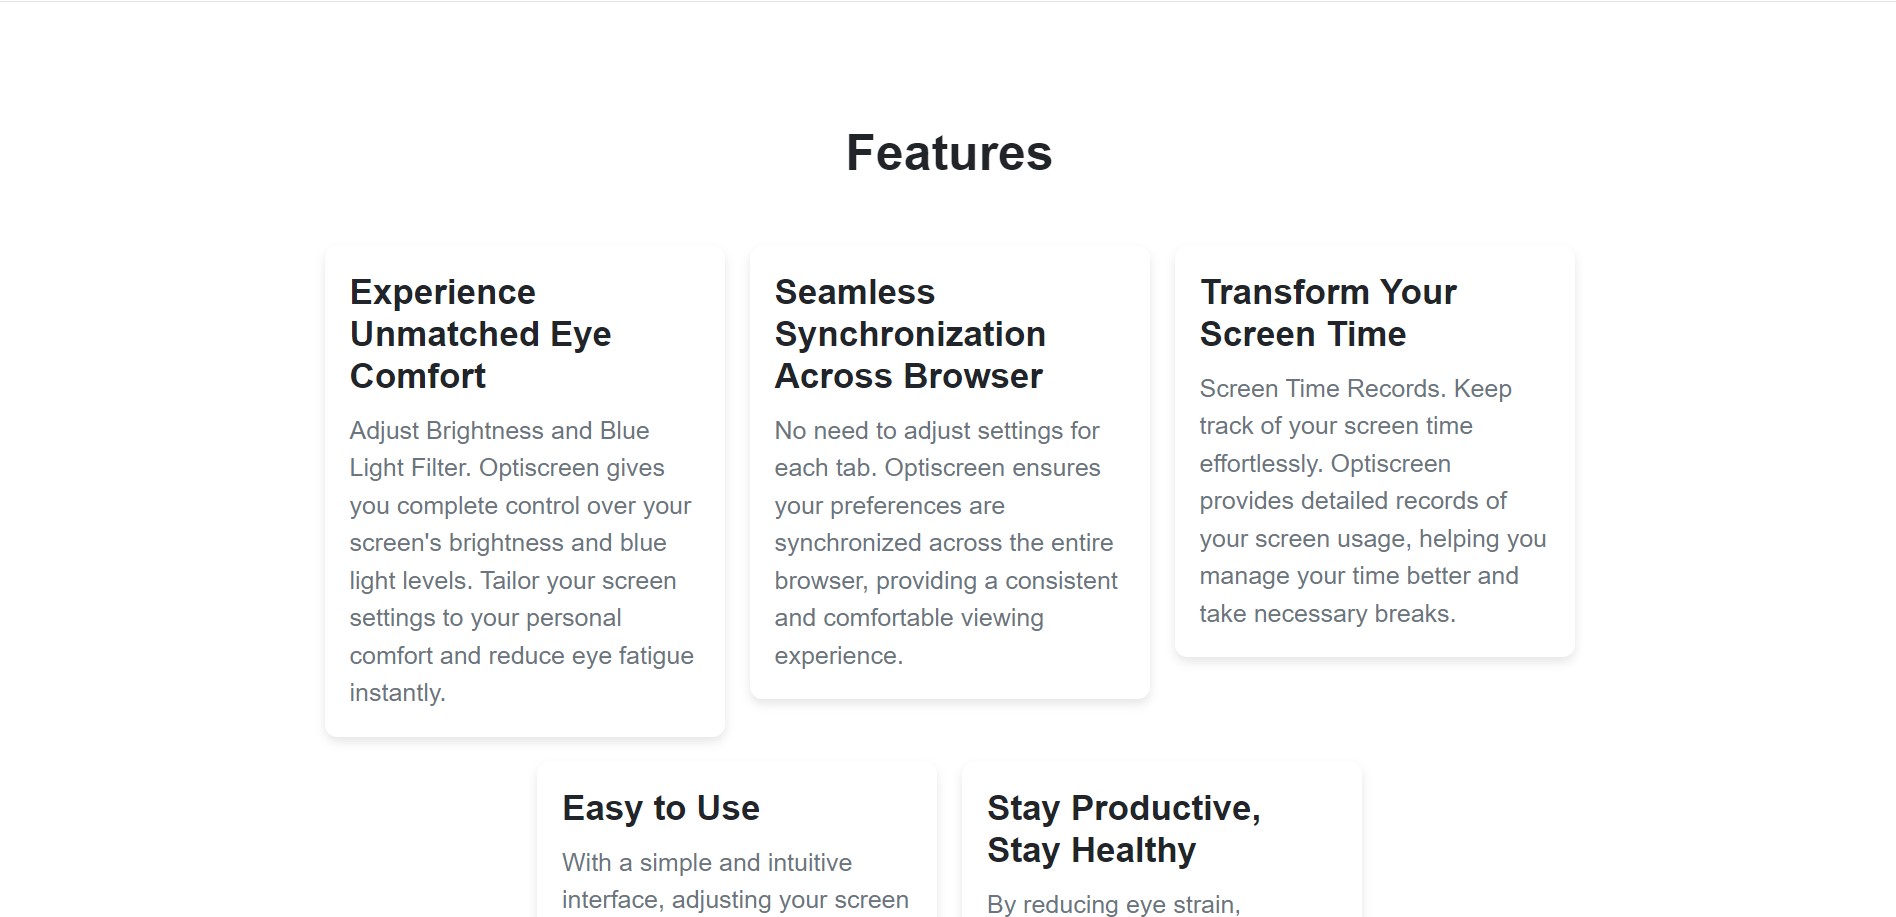 Features
Experience
Unmatched Eye
Comfort
Adjust Brightness and Blue
Light Filter. Optiscreen gives
you complete control over your
screen's brightness and blue
light levels. Tailor your screen
settings to your personal
comfort and reduce eye fatigue
instantly.
Seamless
Synchronization
Across Browser
No need to adjust settings for
each tab. Optiscreen ensures
your preferences are
synchronized across the entire
browser, providing a consistent
and comfortable viewing
experience.
Transform Your
Screen Time
Screen Time Records. Keep
track of your screen time
effortlessly. Optiscreen
provides detailed records of
your screen usage, helping you
manage your time better and
take necessary breaks.
Easy to Use
With a simple and intuitive
interface, adjusting your screen
Stay Productive,
Stay Healthy
By reducing eye strain,